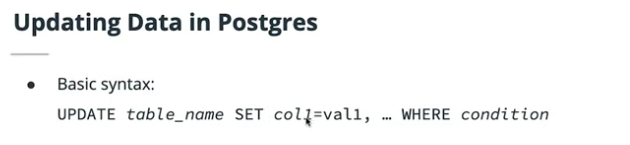 Updating Data in Postgres
● Basic syntax:
UPDATE table_name SET col1=val1, … WHERE condition